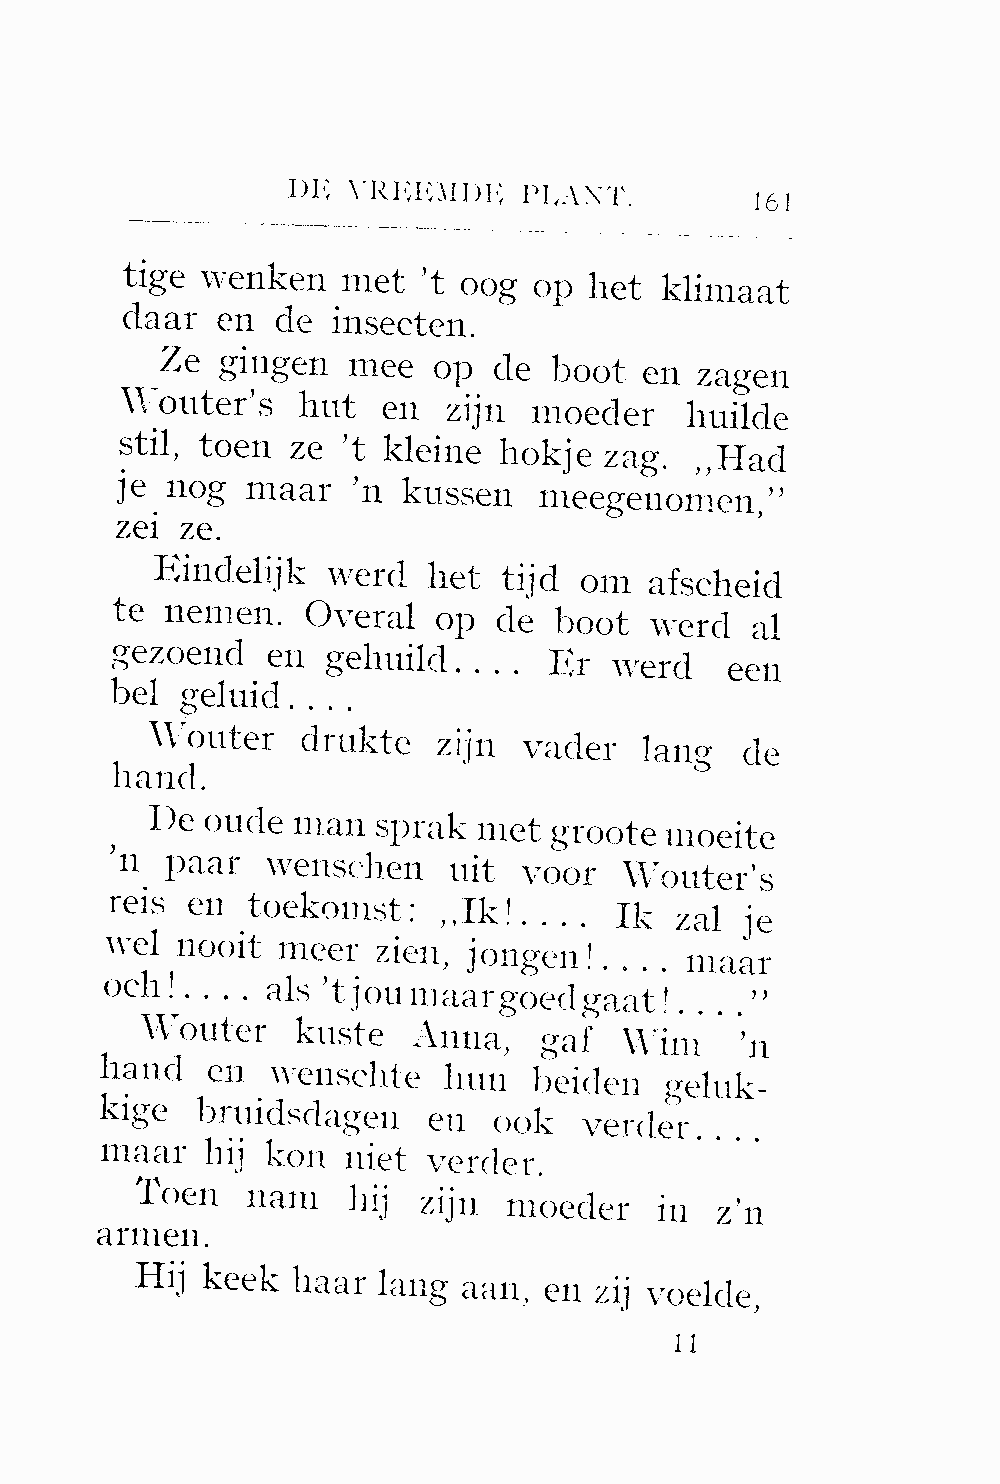 DE VREEMDE PLANT. 161
tige wenken met 't oog op het klimaat
daar en de insecten.
Ze gingen mee op de boot en zagen
Wouter's hut en zijn moeder huilde
stil, toen ze 't kleine hokje zag. ,,Had
je nog maar 'n kussen meegenomen,”
zei ze.
Eindelijk werd het tijd om afscheid
te nemen. Overal op de boot werd al
gezoend en gehuild.... Er werd een
bel geluid....
Wouter drukte zijn vader lang de
hand.
De oude man sprak met groote moeite
'n paar wenschen uit voor Wouter's
reis en toekomst: ,,Ik!.... Ik zal je
wel nooit meer zien, jongen!.... maar
och!.... als 't jou maar goed gaat!....”
Wouter kuste Anna, gaf Wim 'n
hand en wenschte hun beiden geluk-
kige bruidsdagen en ook verder....
maar hij kon niet verder.
Toen nam hij zijn moeder in z'n
armen.
Hij keek haar lang aan, en zij voelde,
11